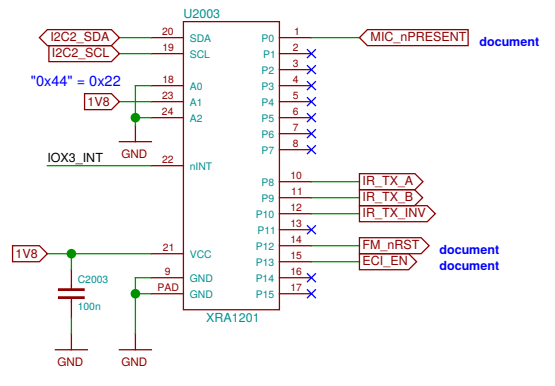 U2003
I2C2_SDA 20 SDA P0 1 MIC_nPRESENT document
I2C2_SCL 19 SCL P1 2
P2 3
"0x44" = 0x22 18 A0 P3 4
1V8 23 A1 P4 5
24 A2 P5 6
P6 7
GND P7 8
IOX3_INT 22 nINT
P8 10 IR_TX_A
P9 11 IR_TX_B
P10 12 IR_TX_INV
P11 13
1V8 21 VCC P12 14 FM_nRST document
P13 15 ECI_EN document
9 GND P14 16
PAD GND P15 17
C2003
100n
XRA1201
GND GND